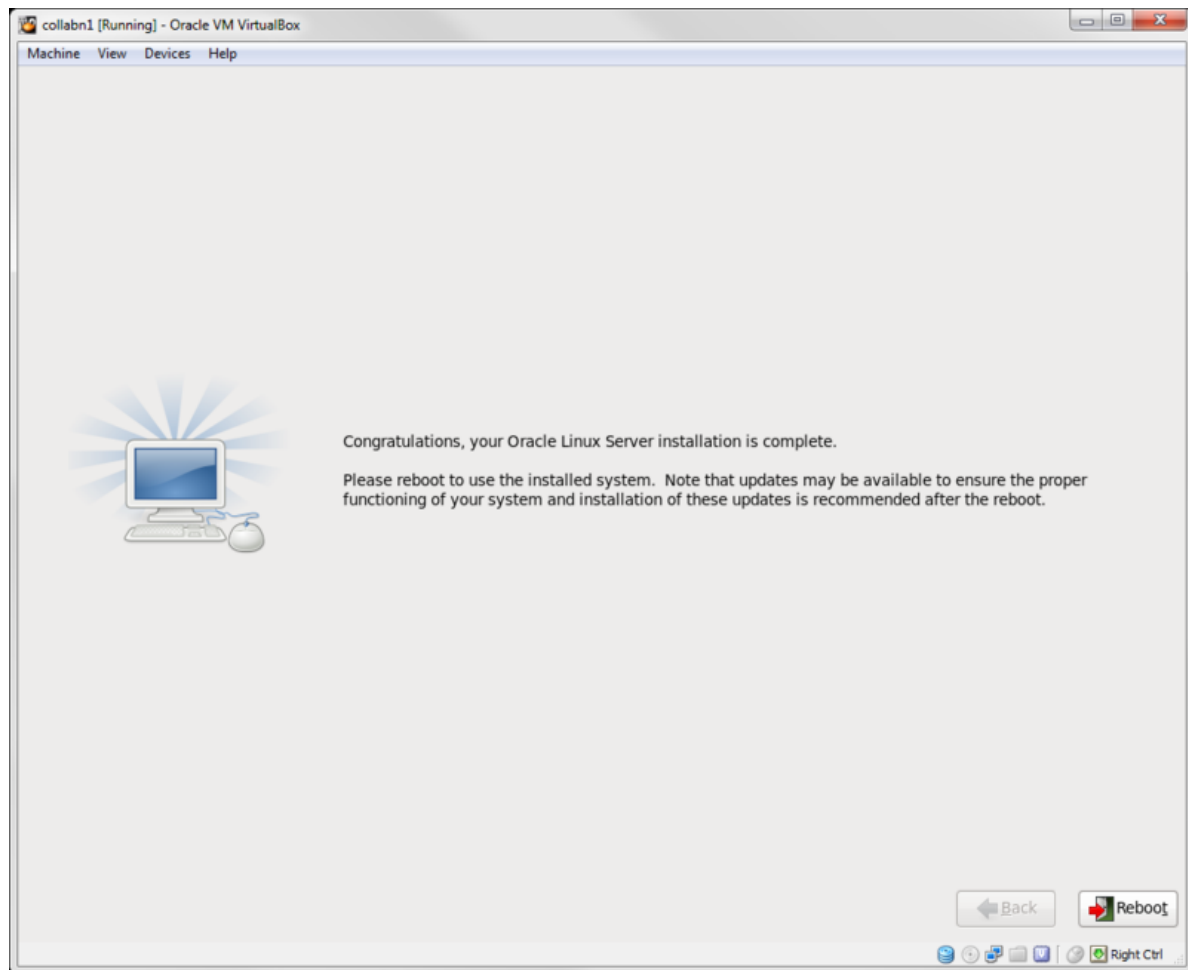 collabn1 [Running] - Oracle VM VirtualBox
Machine View Devices Help
Congratulations, your Oracle Linux Server installation is complete.
Please reboot to use the installed system. Note that updates may be available to ensure the proper
functioning of your system and installation of these updates is recommended after the reboot.
Back
Reboot
Right Ctrl